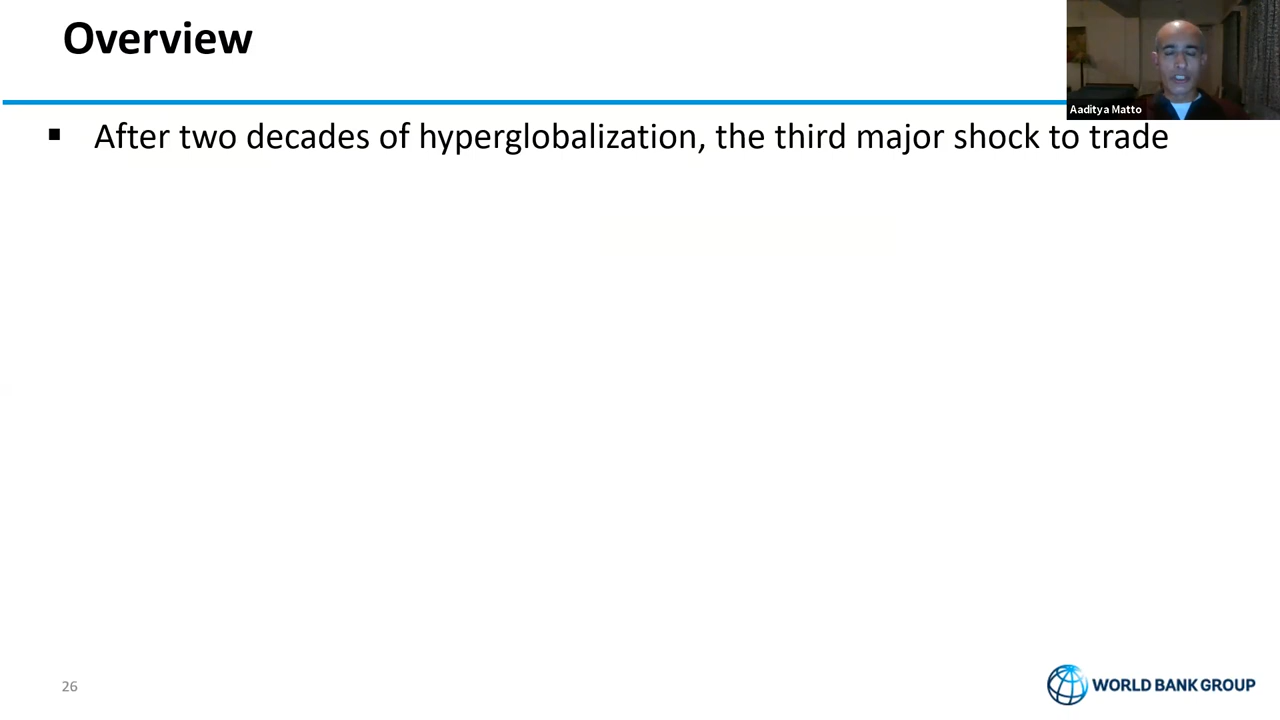 Overview
Aaditya Matto
▪ After two decades of hyperglobalization, the third major shock to trade
26
WORLD BANK GROUP